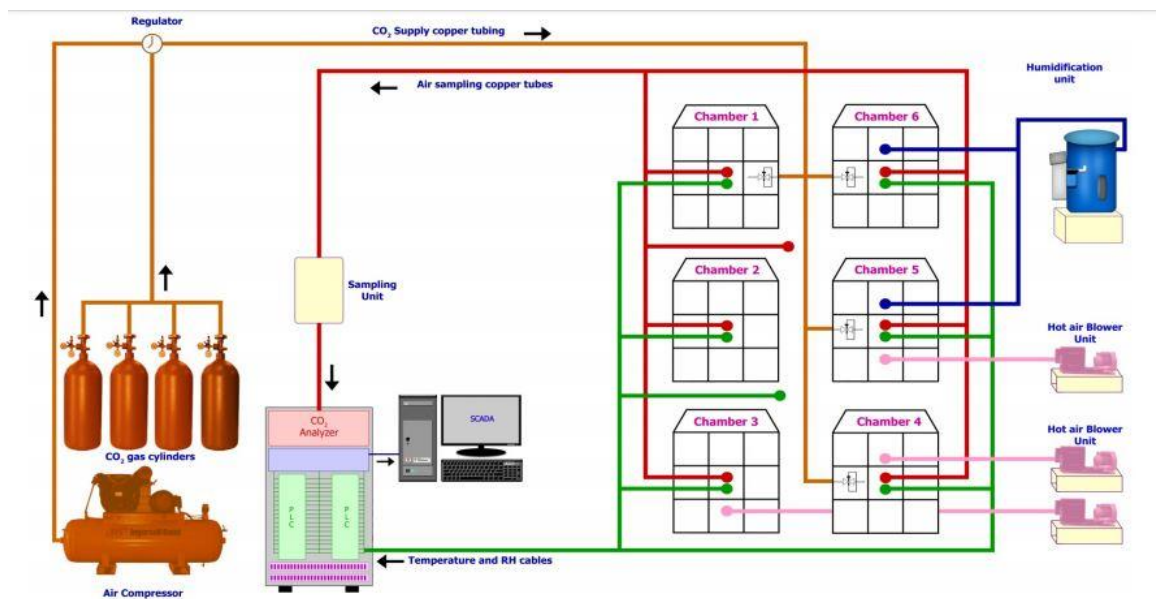 Regulator
CO₂ Supply copper tubing
Air sampling copper tubes
Humidification
unit
Chamber 1
Chamber 6
Sampling
Unit
Chamber 2
Chamber 5
Hot air Blower
Unit
CO₂
Analyzer
SCADA
Chamber 3
Chamber 4
Hot air Blower
Unit
CO₂ gas cylinders
PLC
PLC
Temperature and RH cables
Air Compressor